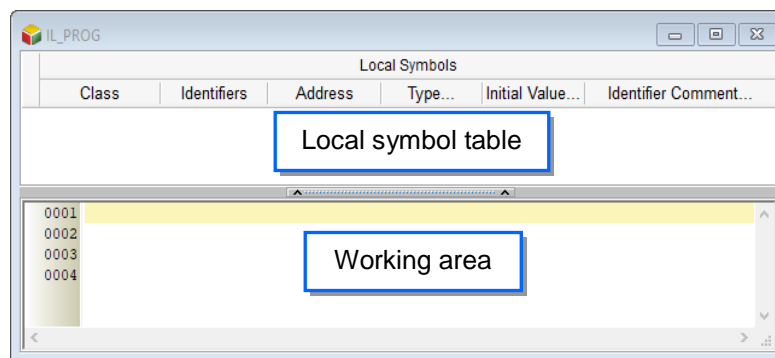 IL_PROG
Local Symbols
Class Identifiers Address Type... Initial Value... Identifier Comment...
Local symbol table
0001
0002
0003
0004
Working area